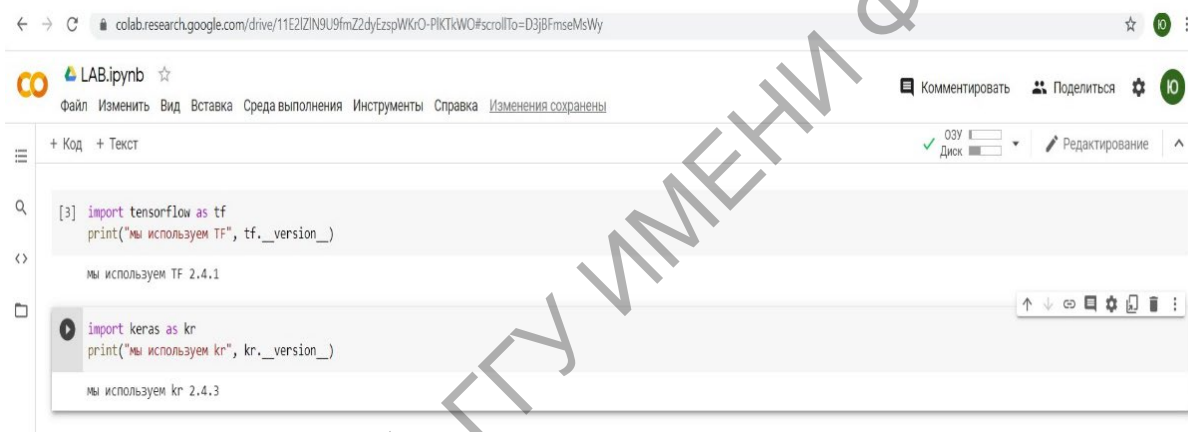 colab.research.google.com/drive/11E2lZlN9U9fmZ2dyEzspWKrO-PlKTkWO#scrollTo=D3jBFmseMsWy
Ю
LAB.ipynb
Файл Изменить Вид Вставка Среда выполнения Инструменты Справка Изменения сохранены
Комментировать Поделиться Ю
+ Код + Текст
ОЗУ
Диск
Редактирование
[3] import tensorflow as tf
print("мы используем TF", tf.__version__)
мы используем TF 2.4.1
import keras as kr
print("мы используем kr", kr.__version__)
мы используем kr 2.4.3
ГГУ ИМЕНИ Ф